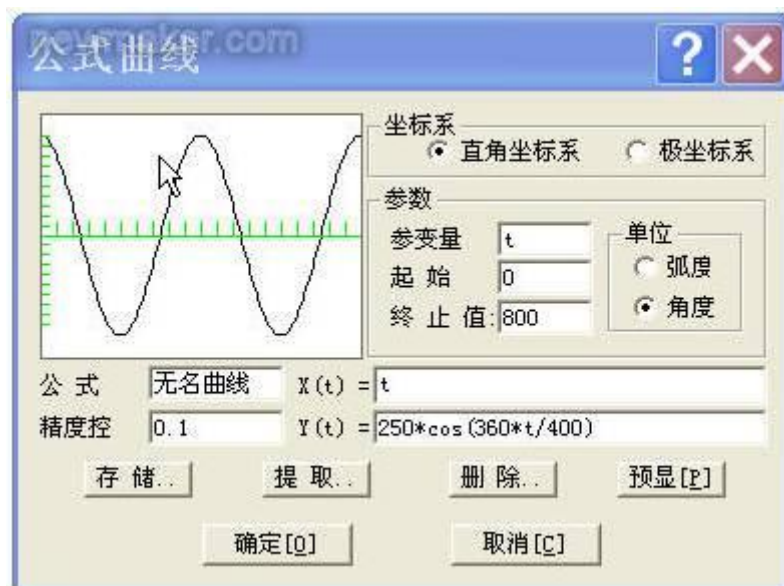 newmaker.com
公式曲线
坐标系
直角坐标系 极坐标系
参数
参变量 t
起 始 0
终 止 值: 800
单位
弧度
角度
公 式 无名曲线 X(t) = t
精度控 0.1 Y(t) = 250*cos(360*t/400)
存 储.. 提 取.. 删 除.. 预显[P]
确定[O] 取消[C]